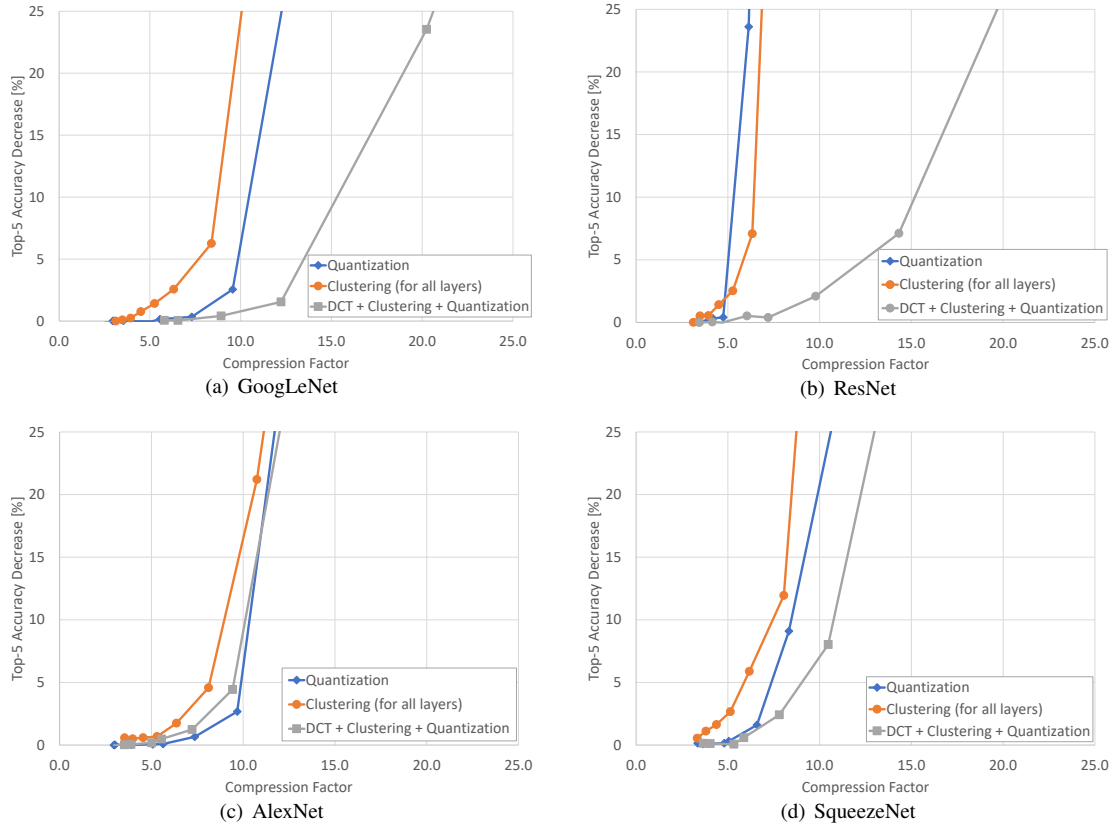 25
20
15
10
5
0
Top-5 Accuracy Decrease [%]
Quantization
Clustering (for all layers)
DCT + Clustering + Quantization
0.0 5.0 10.0 15.0 20.0 25.0
Compression Factor
(a) GoogLeNet
25
20
15
10
5
0
Top-5 Accuracy Decrease [%]
Quantization
Clustering (for all layers)
DCT + Clustering + Quantization
0.0 5.0 10.0 15.0 20.0 25.0
Compression Factor
(b) ResNet
25
20
15
10
5
0
Top-5 Accuracy Decrease [%]
Quantization
Clustering (for all layers)
DCT + Clustering + Quantization
0.0 5.0 10.0 15.0 20.0 25.0
Compression Factor
(c) AlexNet
25
20
15
10
5
0
Top-5 Accuracy Decrease [%]
Quantization
Clustering (for all layers)
DCT + Clustering + Quantization
0.0 5.0 10.0 15.0 20.0 25.0
Compression Factor
(d) SqueezeNet